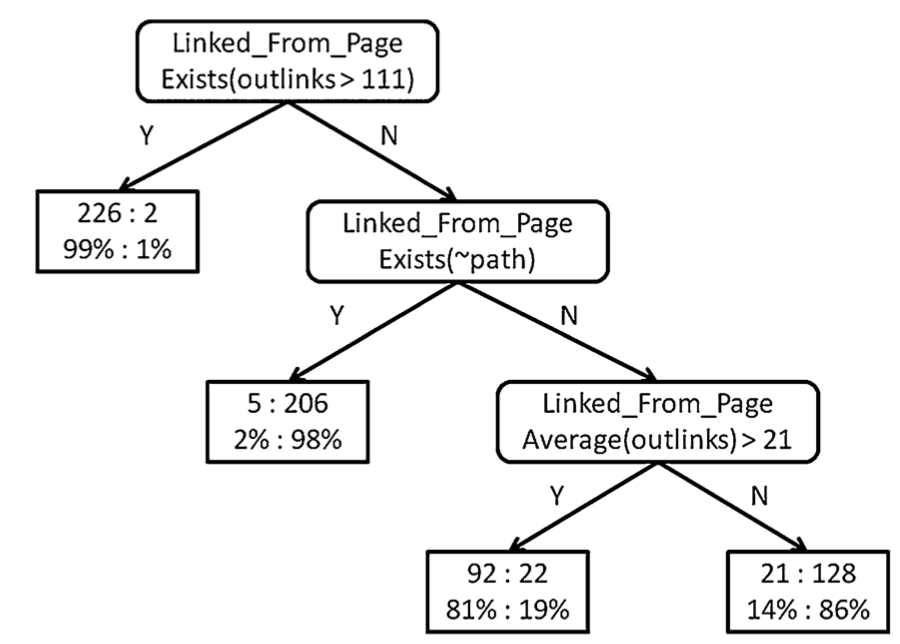 Linked_From_Page
Exists(outlinks > 111)
Y
N
226 : 2
99% : 1%
Linked_From_Page
Exists(~path)
Y
N
5 : 206
2% : 98%
Linked_From_Page
Average(outlinks) > 21
Y
N
92 : 22
81% : 19%
21 : 128
14% : 86%